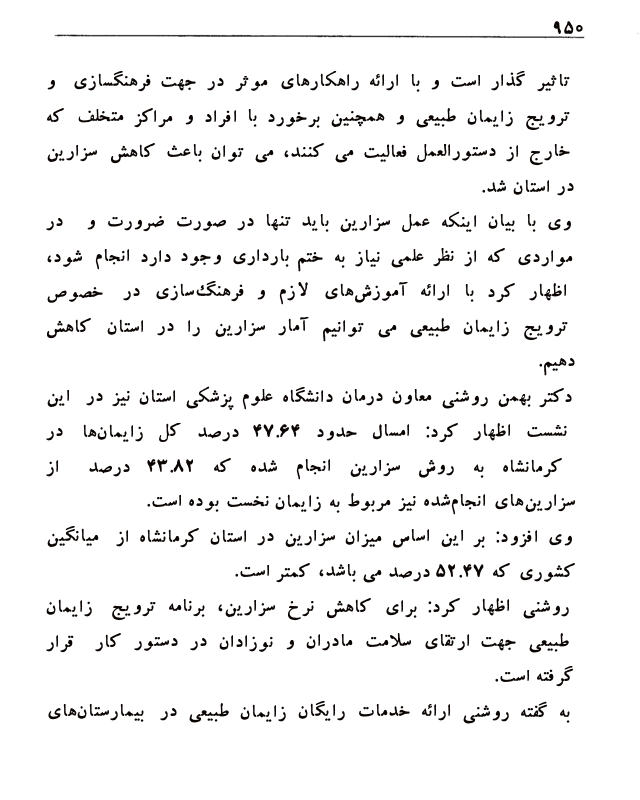 ۹۵۰
تاثیر گذار است و با ارائه راهکارهای موثر در جهت فرهنگسازی و
ترویج زایمان طبیعی و همچنین برخورد با افراد و مراکز متخلف که
خارج از دستورالعمل فعالیت می کنند، می توان باعث کاهش سزارین
در استان شد.
وی با بیان اینکه عمل سزارین باید تنها در صورت ضرورت و در
مواردی که از نظر علمی نیاز به ختم بارداری وجود دارد انجام شود،
اظهار کرد با ارائه آموزش‌های لازم و فرهنگ‌سازی در خصوص
ترویج زایمان طبیعی می توانیم آمار سزارین را در استان کاهش
دهیم.
دکتر بهمن روشنی معاون درمان دانشگاه علوم پزشکی استان نیز در این
نشست اظهار کرد: امسال حدود ۴۷.۶۴ درصد کل زایمان‌ها در
کرمانشاه به روش سزارین انجام شده که ۴۳.۸۲ درصد از
سزارین‌های انجام‌شده نیز مربوط به زایمان نخست بوده است.
وی افزود: بر این اساس میزان سزارین در استان کرمانشاه از میانگین
کشوری که ۵۲.۴۷ درصد می باشد، کمتر است.
روشنی اظهار کرد: برای کاهش نرخ سزارین، برنامه ترویج زایمان
طبیعی جهت ارتقای سلامت مادران و نوزادان در دستور کار قرار
گرفته است.
به گفته روشنی ارائه خدمات رایگان زایمان طبیعی در بیمارستان‌های